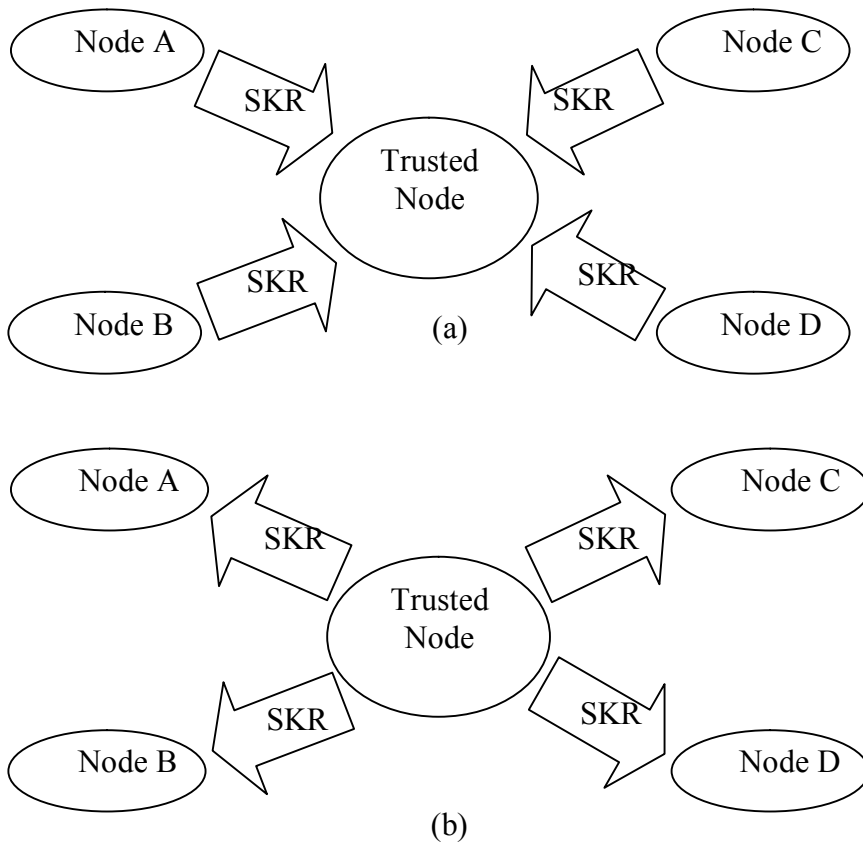 Node A
Node C
SKR
SKR
Trusted
Node
SKR
SKR
Node B
Node D
(a)
Node A
Node C
SKR
SKR
Trusted
Node
SKR
SKR
Node B
Node D
(b)